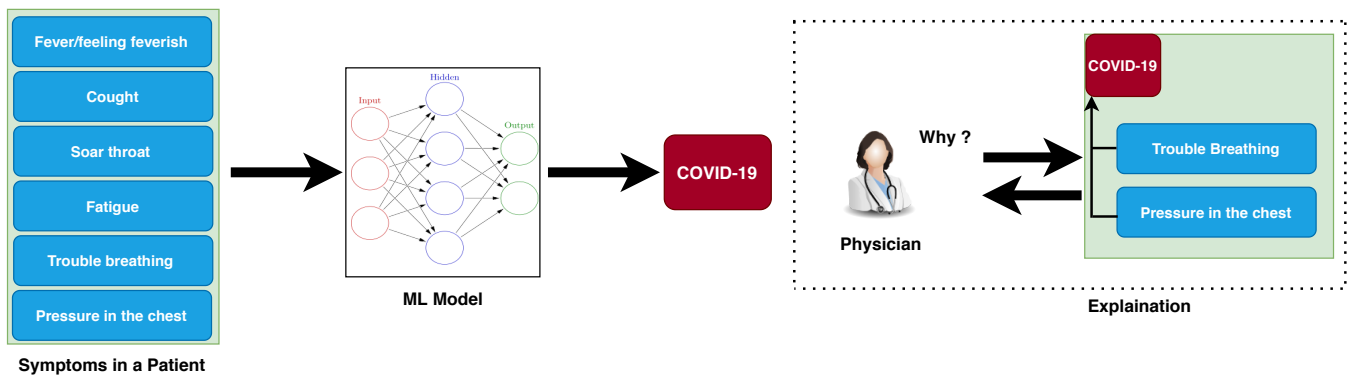 Fever/feeling feverish
Cought
Soar throat
Fatigue
Trouble breathing
Pressure in the chest
Symptoms in a Patient
Input
Hidden
Output
ML Model
COVID-19
Why ?
Physician
COVID-19
Trouble Breathing
Pressure in the chest
Explaination